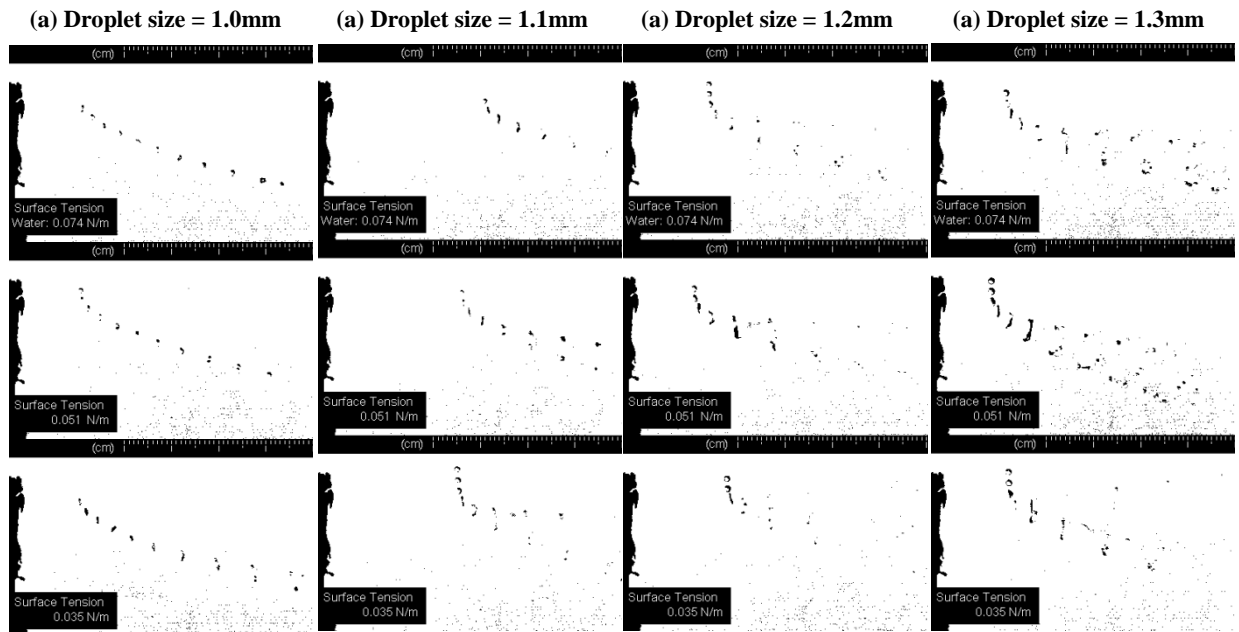 (a) Droplet size = 1.0mm
(a) Droplet size = 1.1mm
(a) Droplet size = 1.2mm
(a) Droplet size = 1.3mm
(cm)
(cm)
(cm)
(cm)
Surface Tension
Water: 0.074 N/m
Surface Tension
Water: 0.074 N/m
Surface Tension
Water: 0.074 N/m
Surface Tension
Water: 0.074 N/m
(cm)
(cm)
(cm)
(cm)
Surface Tension
0.051 N/m
Surface Tension
0.051 N/m
Surface Tension
0.051 N/m
Surface Tension
0.051 N/m
(cm)
(cm)
(cm)
(cm)
Surface Tension
0.035 N/m
Surface Tension
0.035 N/m
Surface Tension
0.035 N/m
Surface Tension
0.035 N/m